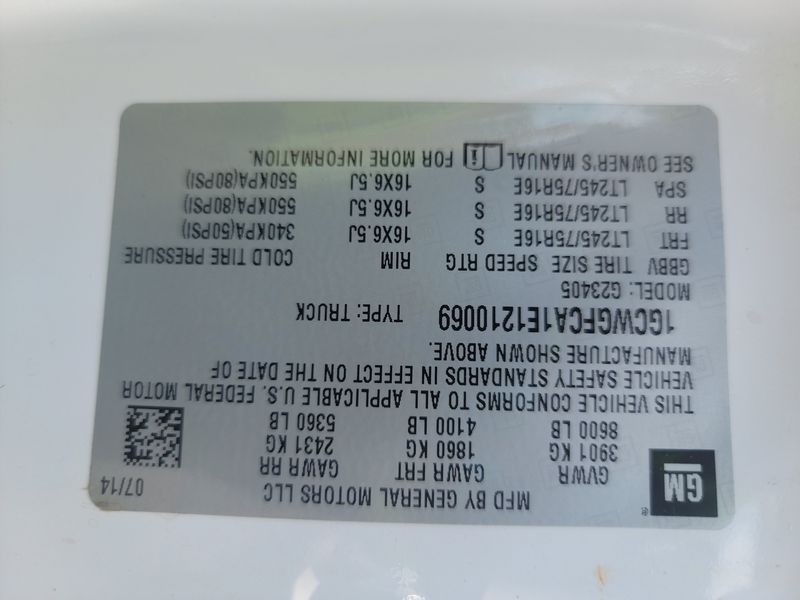 GM
MFD BY GENERAL MOTORS LLC 07/14
GVWR GAWR FRT GAWR RR
3901 KG 1860 KG 2431 KG
8600 LB 4100 LB 5360 LB
THIS VEHICLE CONFORMS TO ALL APPLICABLE U.S. FEDERAL MOTOR
VEHICLE SAFETY STANDARDS IN EFFECT ON THE DATE OF
MANUFACTURE SHOWN ABOVE.
1GCWGFCA1E1210069 TYPE: TRUCK
MODEL: G23405
GBBV TIRE SIZE SPEED RTG RIM COLD TIRE PRESSURE
FRT LT245/75R16E S 16X6.5J 340KPA(50PSI)
RR LT245/75R16E S 16X6.5J 550KPA(80PSI)
SPA LT245/75R16E S 16X6.5J 550KPA(80PSI)
SEE OWNER'S MANUAL FOR MORE INFORMATION.